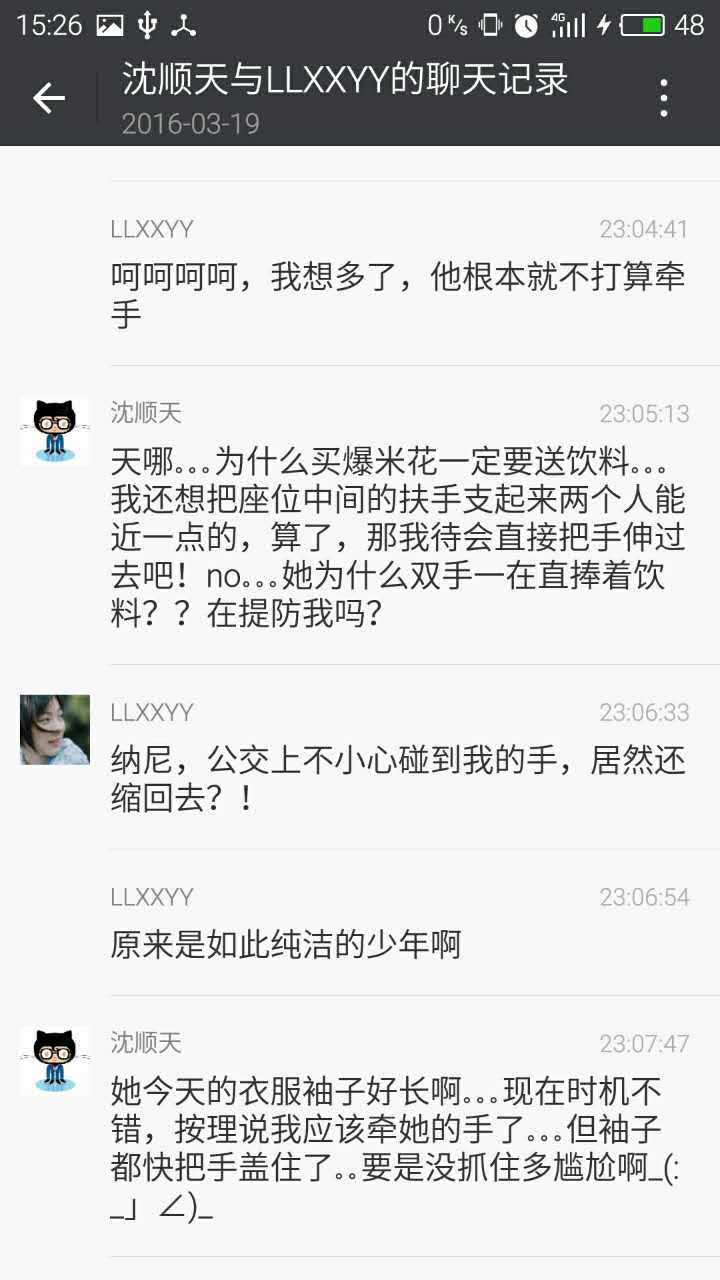 15:26
0 K/s 4G 48
沈顺天与LLXXYY的聊天记录
2016-03-19
LLXXYY 23:04:41
呵呵呵呵，我想多了，他根本就不打算牵
手
沈顺天 23:05:13
天哪...为什么买爆米花一定要送饮料...
我还想把座位中间的扶手支起来两个人能
近一点的，算了，那我待会直接把手伸过
去吧！no...她为什么双手一在直捧着饮
料？？在提防我吗？
LLXXYY 23:06:33
纳尼，公交上不小心碰到我的手，居然还
缩回去？！
LLXXYY 23:06:54
原来是如此纯洁的少年啊
沈顺天 23:07:47
她今天的衣服袖子好长啊...现在时机不
错，按理说我应该牵她的手了...但袖子
都快把手盖住了..要是没抓住多尴尬啊_(:
_」∠)_